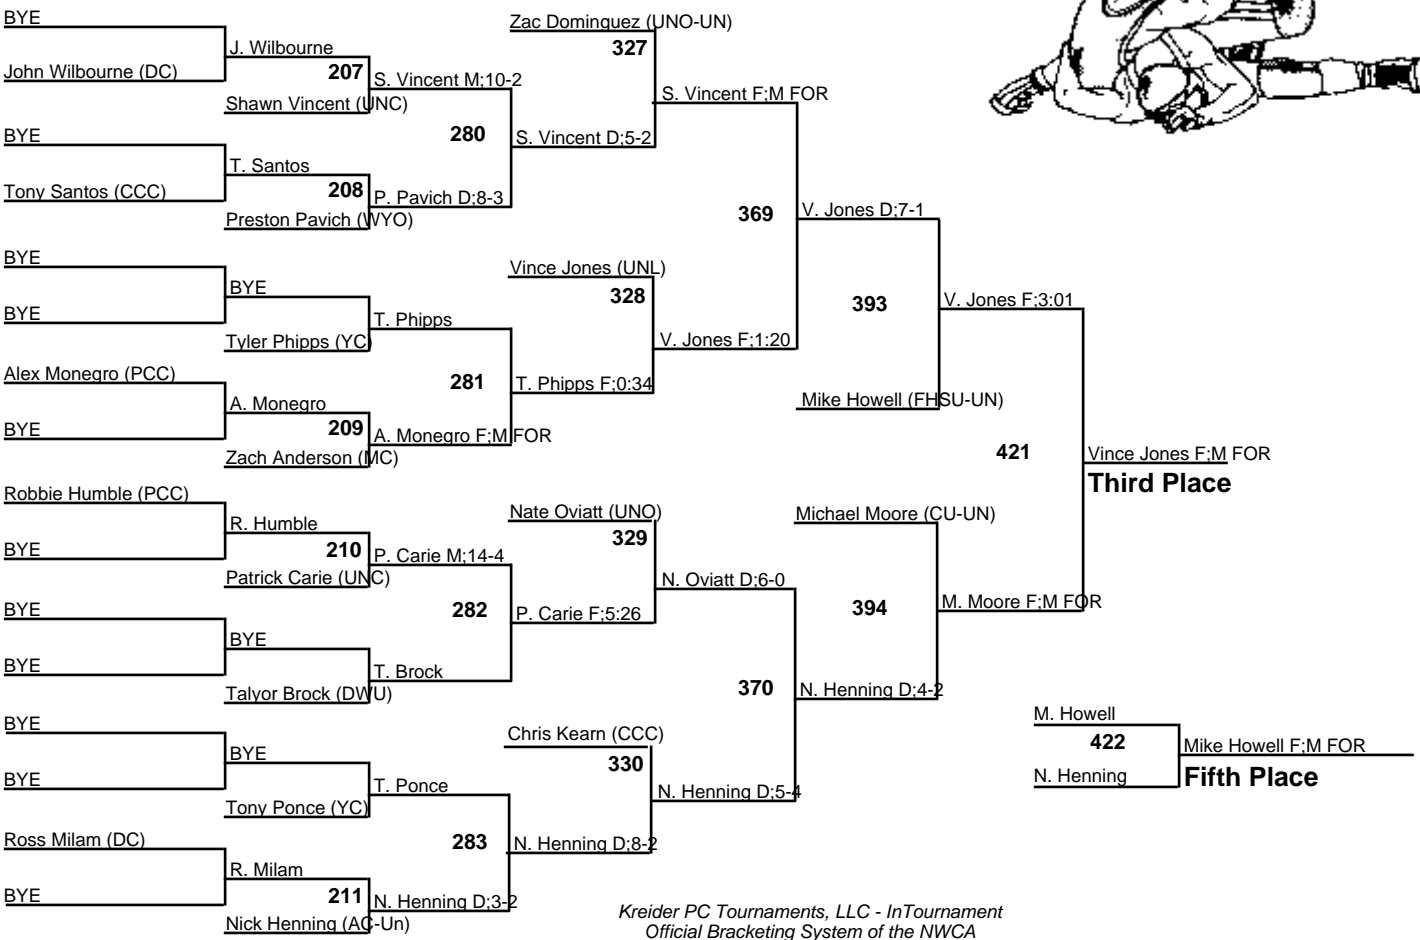 BYE
John Wilbourne (DC)
J. Wilbourne
207
Shawn Vincent (UNC)
S. Vincent M;10-2
BYE
Tony Santos (CCC)
T. Santos
208
Preston Pavich (WYO)
P. Pavich D;8-3
280
S. Vincent D;5-2
Zac Dominguez (UNO-UN)
327
S. Vincent F;M FOR
BYE
BYE
BYE
Tyler Phipps (YC)
T. Phipps
Alex Monegro (PCC)
BYE
A. Monegro
209
Zach Anderson (MC)
A. Monegro F;M FOR
281
T. Phipps F;0:34
Vince Jones (UNL)
328
V. Jones F;1:20
369
V. Jones D;7-1
393
Mike Howell (FHSU-UN)
V. Jones F;3:01
Robbie Humble (PCC)
BYE
R. Humble
210
Patrick Carie (UNC)
P. Carie M;14-4
BYE
BYE
BYE
Talyor Brock (DWU)
T. Brock
282
P. Carie F;5:26
Nate Oviatt (UNO)
329
N. Oviatt D;6-0
BYE
BYE
BYE
Tony Ponce (YC)
T. Ponce
Ross Milam (DC)
BYE
R. Milam
211
Nick Henning (AC-Un)
N. Henning D;3-2
283
N. Henning D;8-2
Chris Kearn (CCC)
330
N. Henning D;5-4
370
N. Henning D;4-2
Michael Moore (CU-UN)
394
M. Moore F;M FOR
421
Vince Jones F;M FOR
Third Place
M. Howell
422
N. Henning
Mike Howell F;M FOR
Fifth Place
Kreider PC Tournaments, LLC - InTournament
Official Bracketing System of the NWCA